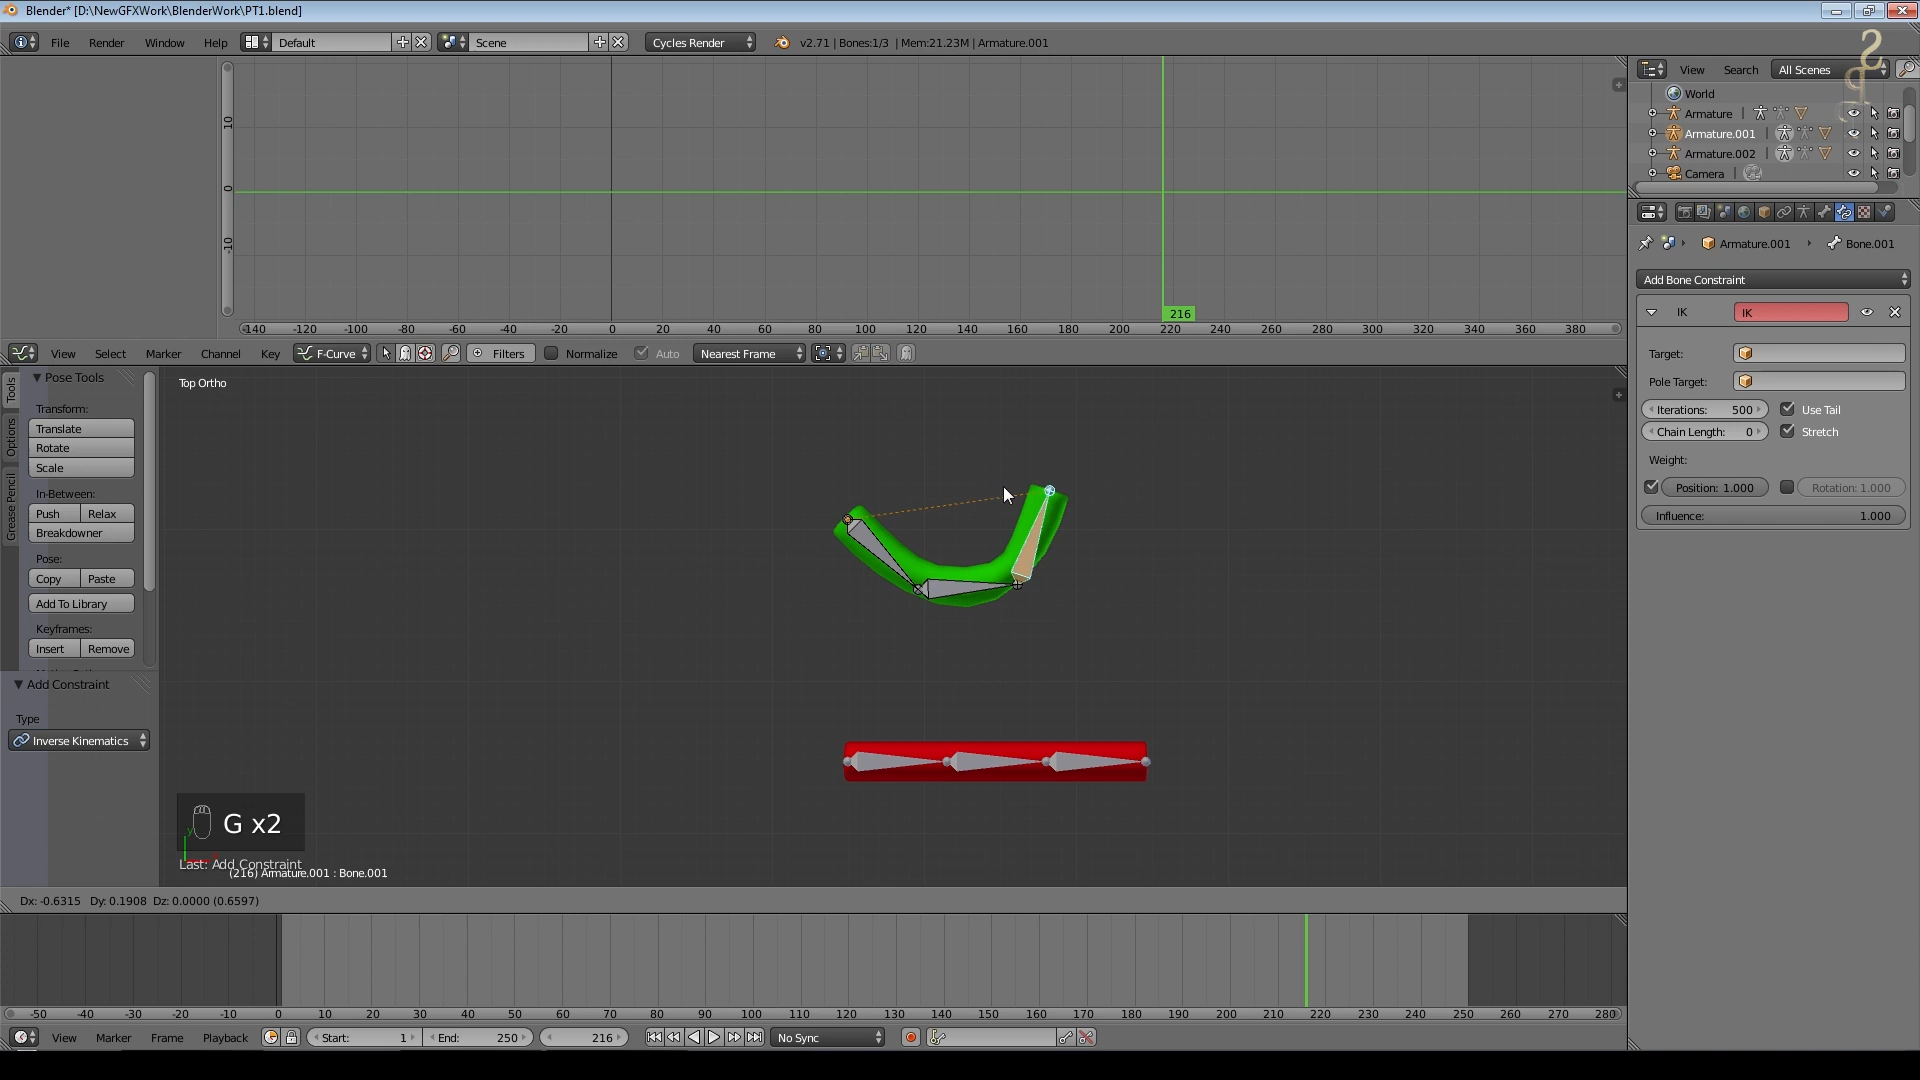 Blender* [D:\NewGFXWork\BlenderWork\PT1.blend]
File Render Window Help Default Scene Cycles Render v2.71 | Bones:1/3 | Mem:21.23M | Armature.001
View Search All Scenes
World
Armature
Armature.001
Armature.002
Camera
10
0
-10
-140 -120 -100 -80 -60 -40 -20 0 20 40 60 80 100 120 140 160 180 200 220 240 260 280 300 320 340 360 380
216
View Select Marker Channel Key F-Curve Filters Normalize Auto Nearest Frame
Armature.001 Bone.001
Add Bone Constraint
IK IK
Target:
Pole Target:
Iterations: 500 Use Tail
Chain Length: 0 Stretch
Weight:
Position: 1.000 Rotation: 1.000
Influence: 1.000
Tools
Options
Grease Pencil
Pose Tools
Transform:
Translate
Rotate
Scale
In-Between:
Push Relax
Breakdowner
Pose:
Copy Paste
Add To Library
Keyframes:
Insert Remove
Add Constraint
Type
Inverse Kinematics
Top Ortho
G x2
y
Last: Add Constraint
(216) Armature.001 : Bone.001
Dx: -0.6315 Dy: 0.1908 Dz: 0.0000 (0.6597)
-50 -40 -30 -20 -10 0 10 20 30 40 50 60 70 80 90 100 110 120 130 140 150 160 170 180 190 200 210 220 230 240 250 260 270 280
View Marker Frame Playback Start: 1 End: 250 216 No Sync